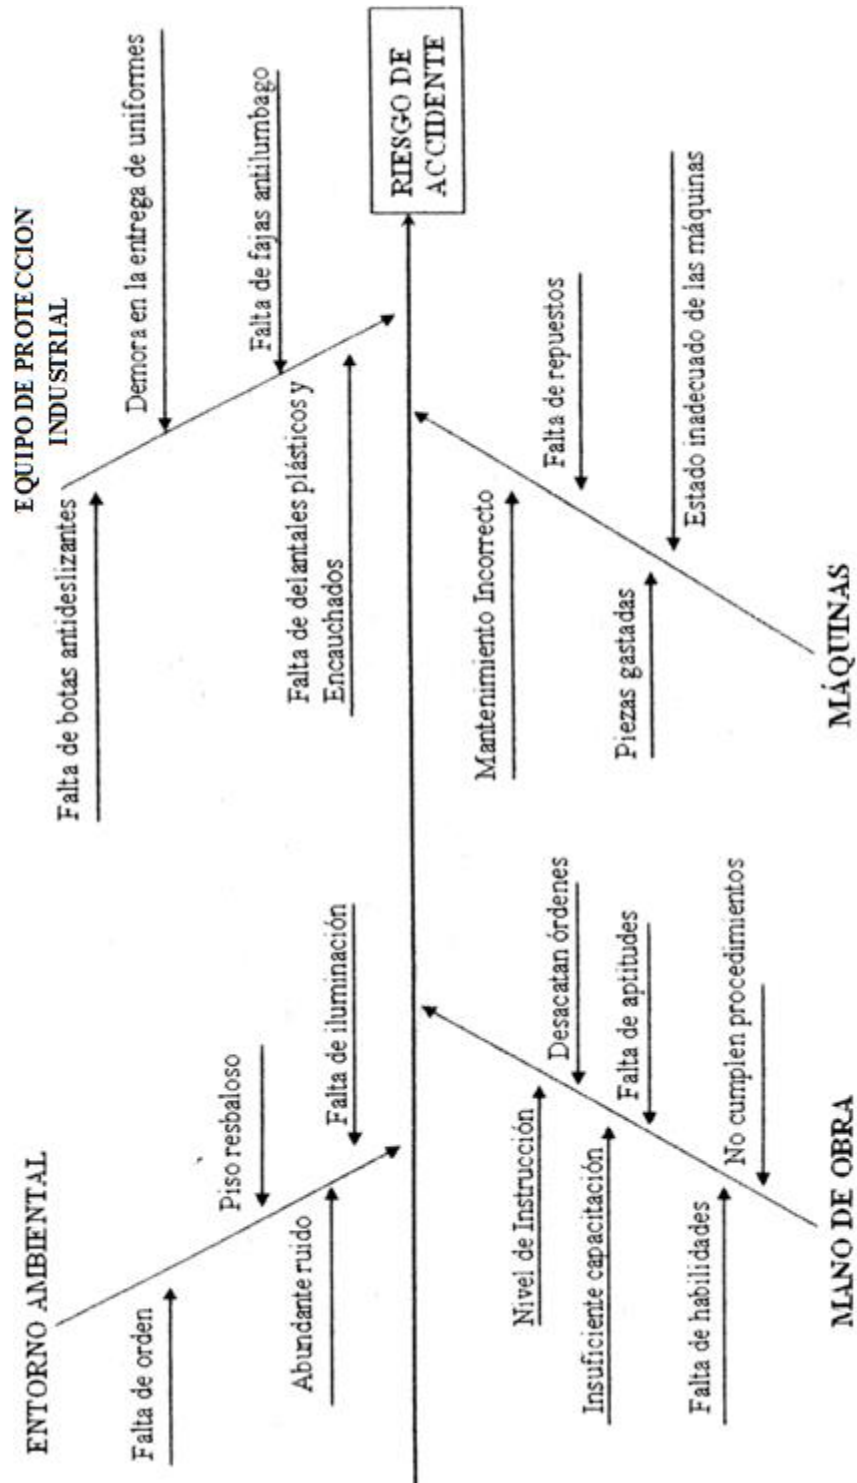 ENTORNO AMBIENTAL
Falta de orden
Piso resbaloso
Abundante ruido
Falta de iluminación
EQUIPO DE PROTECCION
INDUSTRIAL
Falta de botas antideslizantes
Demora en la entrega de uniformes
Falta de fajas antilumbago
Falta de delantales plásticos y
Encauchados
RIESGO DE
ACCIDENTE
Nivel de Instrucción
Desacatan órdenes
Insuficiente capacitación
Falta de aptitudes
Falta de habilidades
No cumplen procedimientos
MANO DE OBRA
Mantenimiento Incorrecto
Falta de repuestos
Piezas gastadas
Estado inadecuado de las máquinas
MÁQUINAS